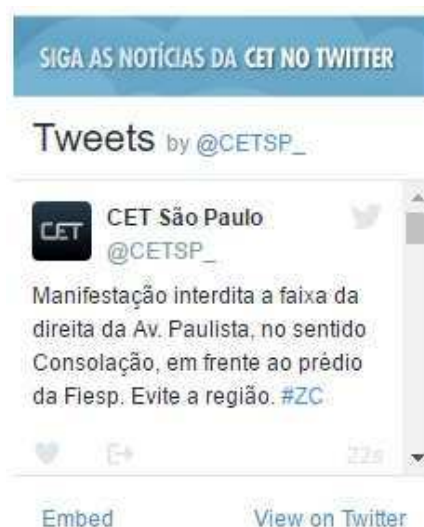 SIGA AS NOTÍCIAS DA CET NO TWITTER
Tweets by @CETSP_
CET
CET São Paulo
@CETSP_
Manifestação interdita a faixa da
direita da Av. Paulista, no sentido
Consolação, em frente ao prédio
da Fiesp. Evite a região. #ZC
22s
Embed
View on Twitter